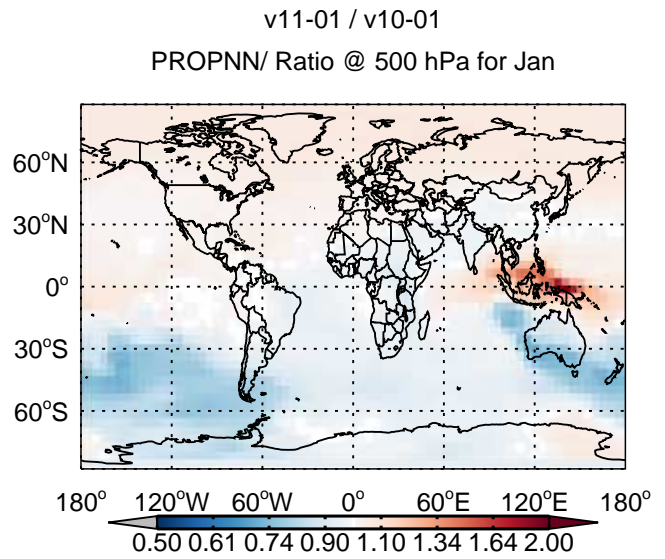 v11-01 / v10-01
PROPNN/ Ratio @ 500 hPa for Jan
60°N
30°N
0°
30°S
60°S
180° 120°W 60°W 0° 60°E 120°E 180°
0.50 0.61 0.74 0.90 1.10 1.34 1.64 2.00